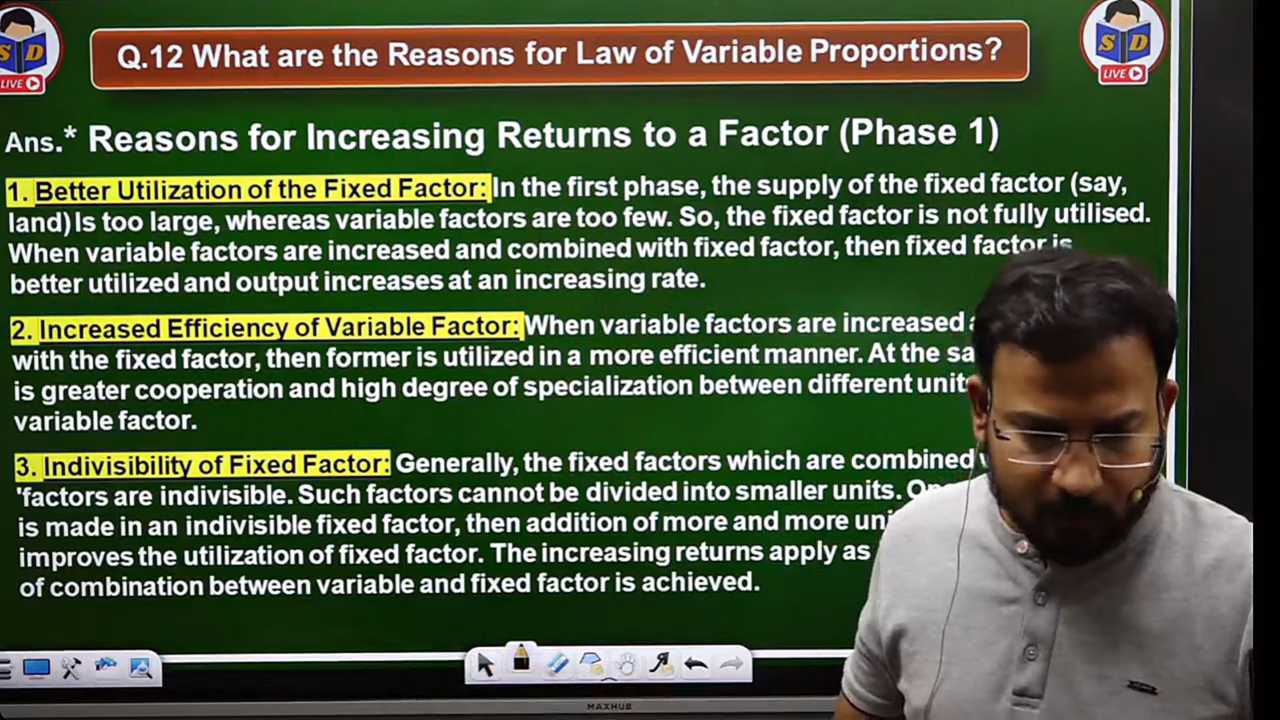 S D
LIVE
Q.12 What are the Reasons for Law of Variable Proportions?
S D
LIVE
Ans.* Reasons for Increasing Returns to a Factor (Phase 1)
1. Better Utilization of the Fixed Factor: In the first phase, the supply of the fixed factor (say,
land) Is too large, whereas variable factors are too few. So, the fixed factor is not fully utilised.
When variable factors are increased and combined with fixed factor, then fixed factor is
better utilized and output increases at an increasing rate.
2. Increased Efficiency of Variable Factor: When variable factors are increased
with the fixed factor, then former is utilized in a more efficient manner. At the
is greater cooperation and high degree of specialization between different
variable factor.
3. Indivisibility of Fixed Factor: Generally, the fixed factors which are combined
'factors are indivisible. Such factors cannot be divided into smaller units.
is made in an indivisible fixed factor, then addition of more and more
improves the utilization of fixed factor. The increasing returns apply as
of combination between variable and fixed factor is achieved.
MAXHUB